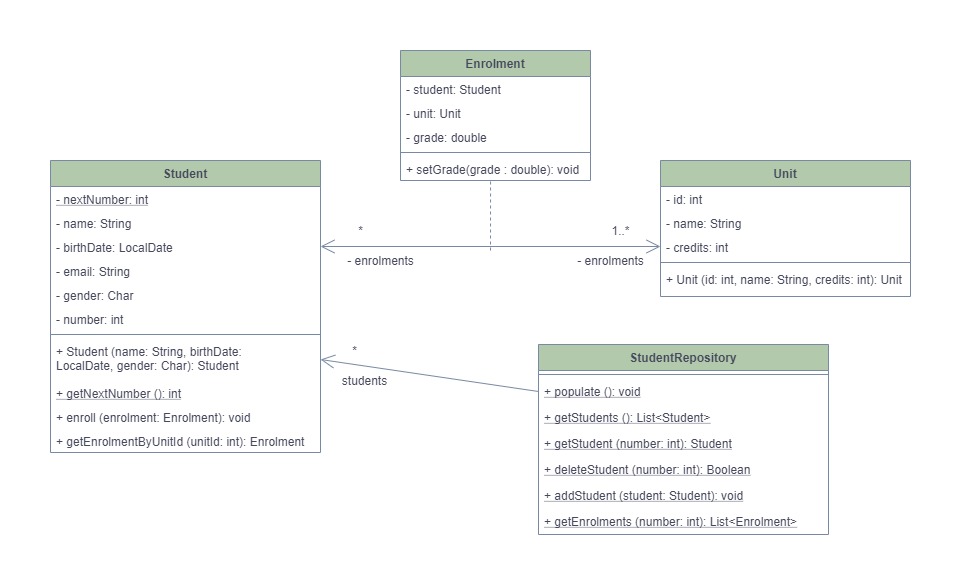 Enrolment
- student: Student
- unit: Unit
- grade: double
+ setGrade(grade : double): void
Student
- nextNumber: int
- name: String
- birthDate: LocalDate
- email: String
- gender: Char
- number: int
+ Student (name: String, birthDate:
LocalDate, gender: Char): Student
+ getNextNumber (): int
+ enroll (enrolment: Enrolment): void
+ getEnrolmentByUnitId (unitId: int): Enrolment
*
- enrolments
1..*
- enrolments
Unit
- id: int
- name: String
- credits: int
+ Unit (id: int, name: String, credits: int): Unit
*
students
StudentRepository
+ populate (): void
+ getStudents (): List<Student>
+ getStudent (number: int): Student
+ deleteStudent (number: int): Boolean
+ addStudent (student: Student): void
+ getEnrolments (number: int): List<Enrolment>